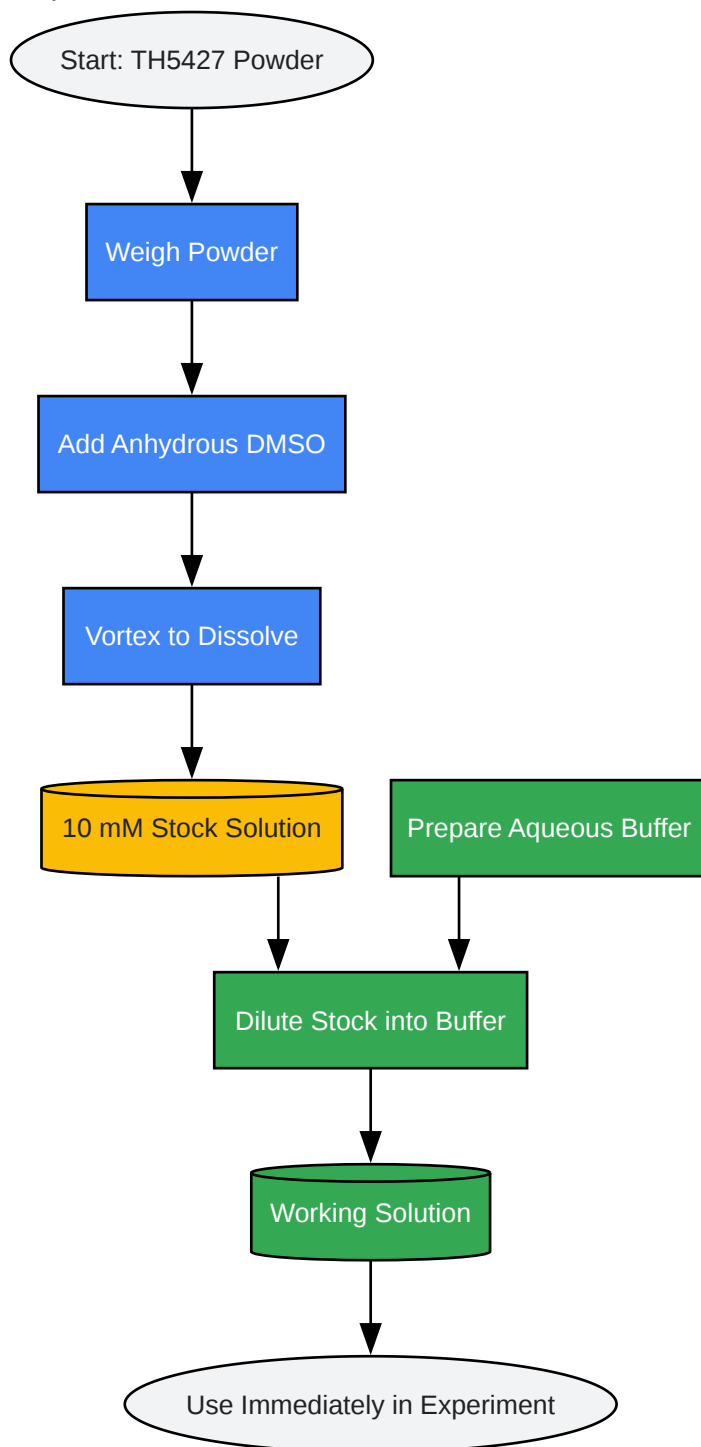 Start: TH5427 Powder
Weigh Powder
Add Anhydrous DMSO
Vortex to Dissolve
10 mM Stock Solution
Prepare Aqueous Buffer
Dilute Stock into Buffer
Working Solution
Use Immediately in Experiment